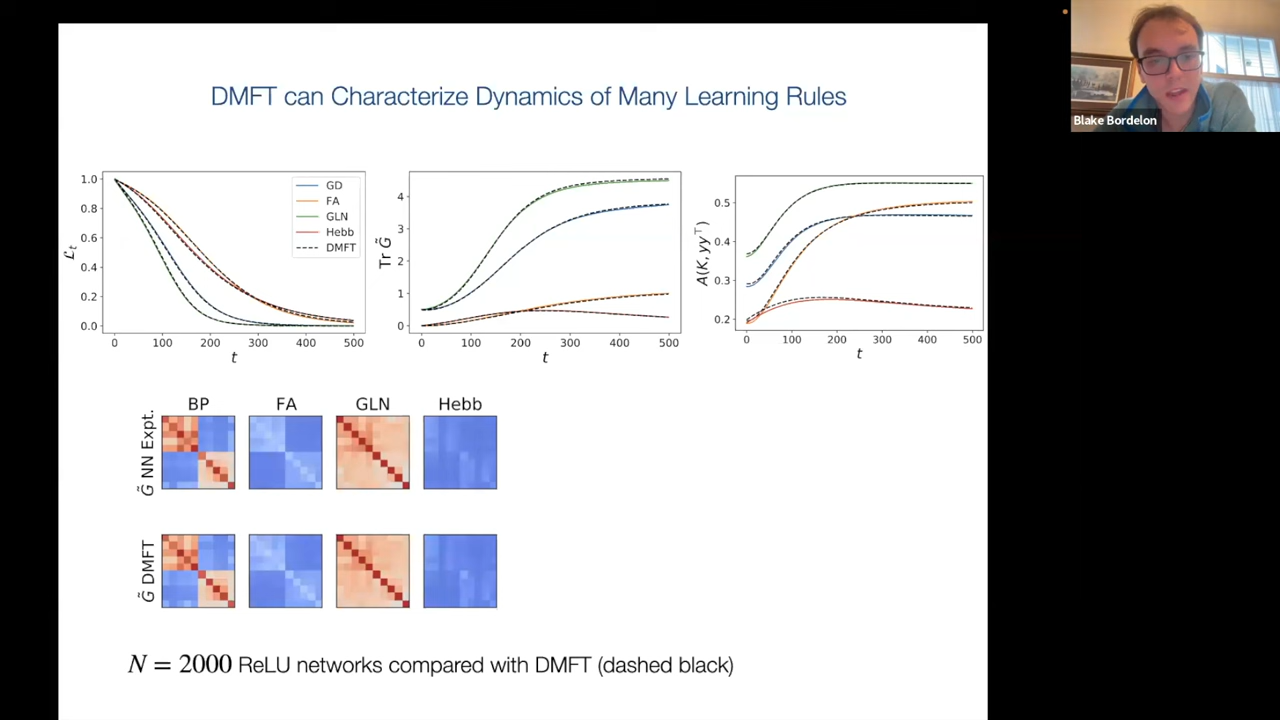 DMFT can Characterize Dynamics of Many Learning Rules
Blake Bordelon
1.0
0.8
0.6
0.4
0.2
0.0
ℒₜ
0 100 200 300 400 500
t
GD
FA
GLN
Hebb
DMFT
4
3
2
1
0
Tr G̃
0 100 200 300 400 500
t
0.5
0.4
0.3
0.2
A(K, yy⊤)
0 100 200 300 400 500
t
BP FA GLN Hebb
G̃ NN Expt.
G̃ DMFT
N = 2000 ReLU networks compared with DMFT (dashed black)